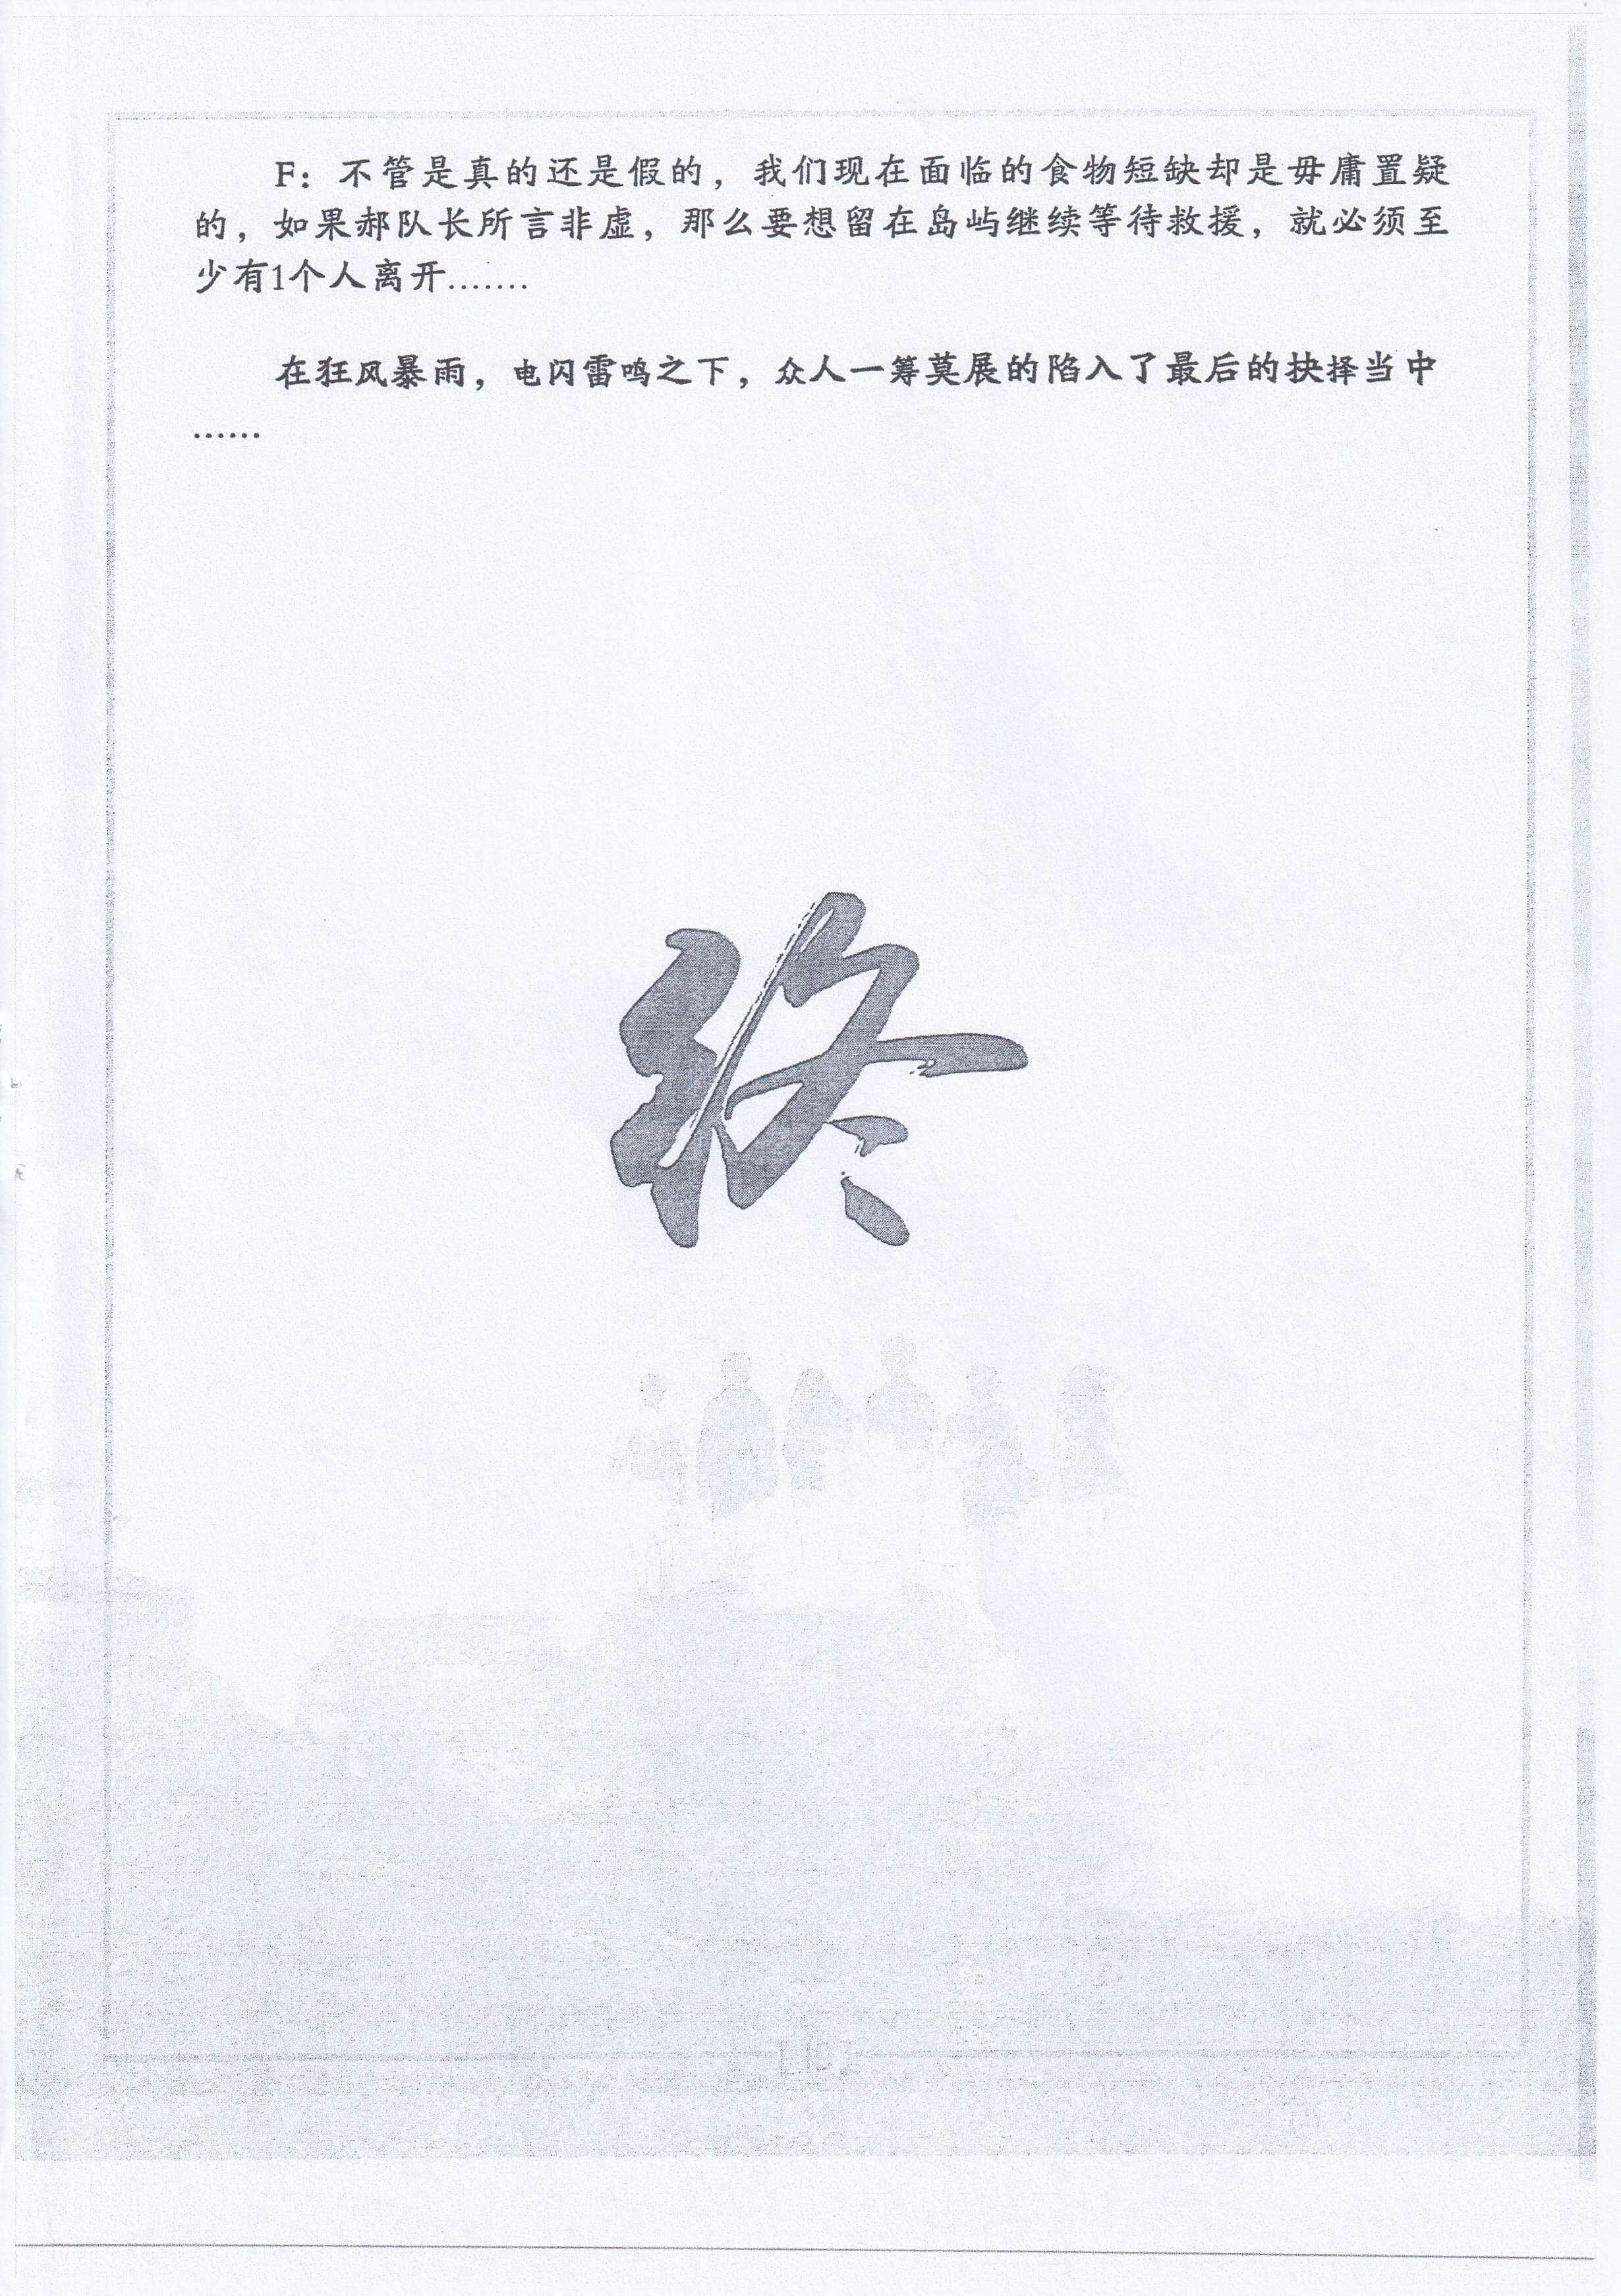 F：不管是真的还是假的，我们现在面临的食物短缺却是毋庸置疑
的，如果郝队长所言非虚，那么要想留在岛屿继续等待救援，就必须至
少有1个人离开.......
在狂风暴雨，电闪雷鸣之下，众人一筹莫展的陷入了最后的抉择当中
……
终
[ 19 ]